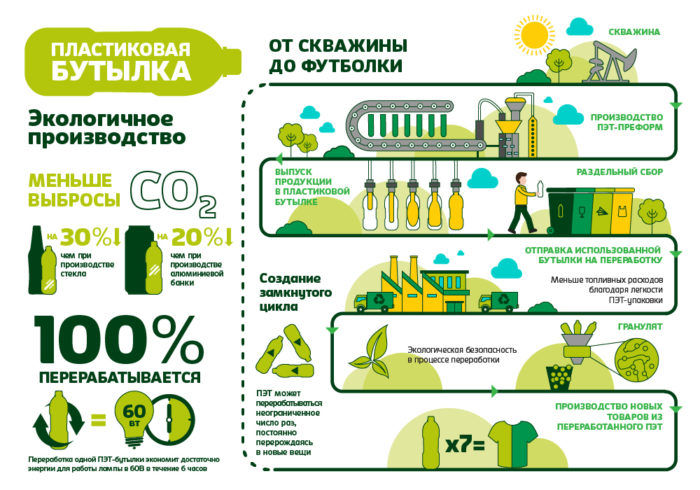 ПЛАСТИКОВАЯ
БУТЫЛКА
Экологичное
производство
МЕНЬШЕ
ВЫБРОСЫ
CO2
НА 30%
чем при
производстве
стекла
НА 20%
чем при
производстве
алюминиевой
банки
100%
ПЕРЕРАБАТЫВАЕТСЯ
=
60
ВТ
Переработка одной ПЭТ-бутылки экономит достаточно
энергии для работы лампы в 60В в течение 6 часов
ОТ СКВАЖИНЫ
ДО ФУТБОЛКИ
СКВАЖИНА
ПРОИЗВОДСТВО
ПЭТ-ПРЕФОРМ
ВЫПУСК
ПРОДУКЦИИ
В ПЛАСТИКОВОЙ
БУТЫЛКЕ
РАЗДЕЛЬНЫЙ СБОР
ОТПРАВКА ИСПОЛЬЗОВАННОЙ
БУТЫЛКИ НА ПЕРЕРАБОТКУ
Меньше топливных расходов
благодаря легкости
ПЭТ-упаковки
Создание
замкнутого
цикла
ПЭТ может
перерабатываться
неограниченное
число раз,
постоянно
перерождаясь
в новые вещи
Экологическая безопасность
в процессе переработки
ГРАНУЛЯТ
ПРОИЗВОДСТВО НОВЫХ
ТОВАРОВ ИЗ
ПЕРЕРАБОТАННОГО ПЭТ
x7=